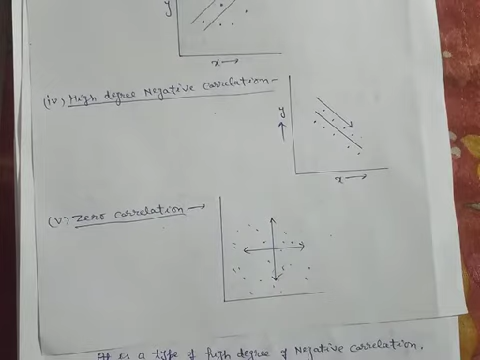 y
x →
(iv) High degree Negative Correlation -
y
x →
(v) Zero correlation →
It is a type of high degree of Negative Correlation.